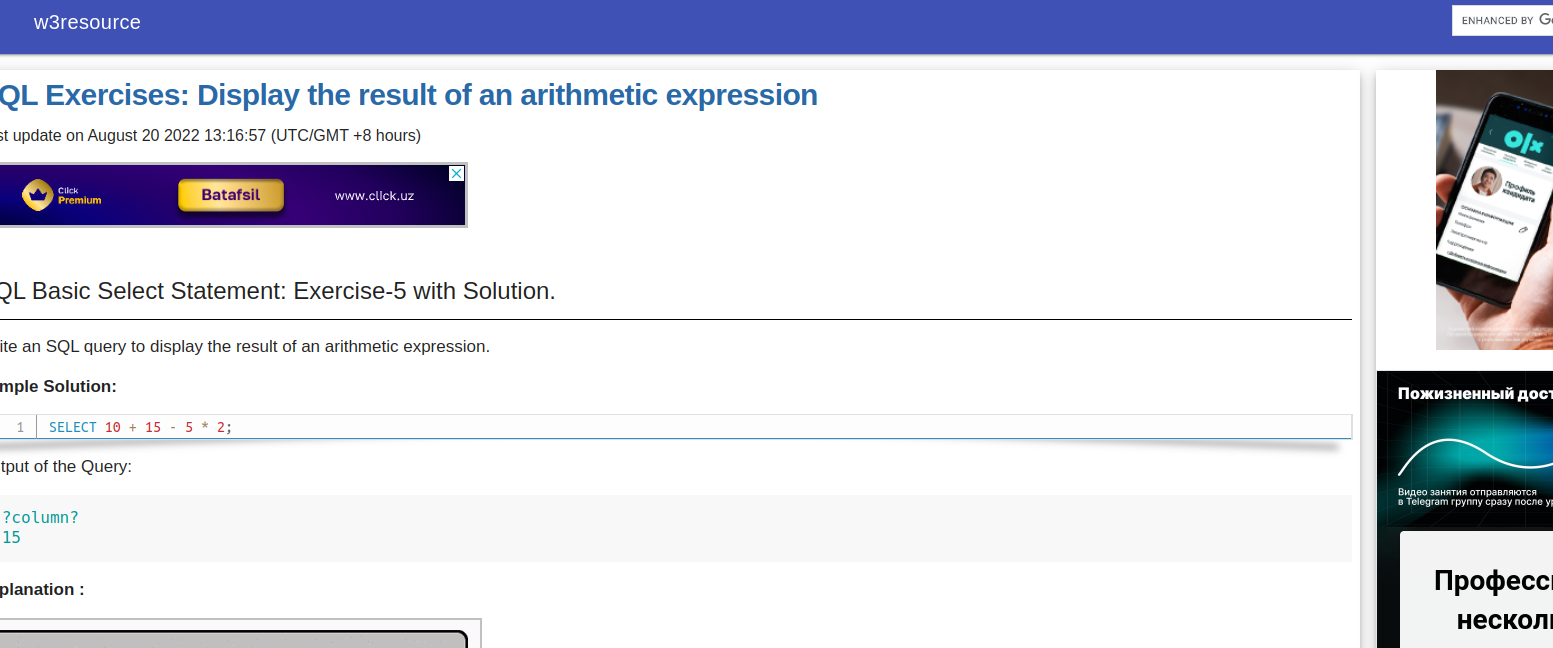 w3resource
ENHANCED BY G
QL Exercises: Display the result of an arithmetic expression
st update on August 20 2022 13:16:57 (UTC/GMT +8 hours)
Click
Premium
Batafsil
www.click.uz
olx
Профиль
кандидата
QL Basic Select Statement: Exercise-5 with Solution.
ite an SQL query to display the result of an arithmetic expression.
mple Solution:
1 SELECT 10 + 15 - 5 * 2;
tput of the Query:
?column?
15
planation :
Пожизненный дост
Видео занятия отправляются
в Telegram группу сразу после ур
Професси
нескол